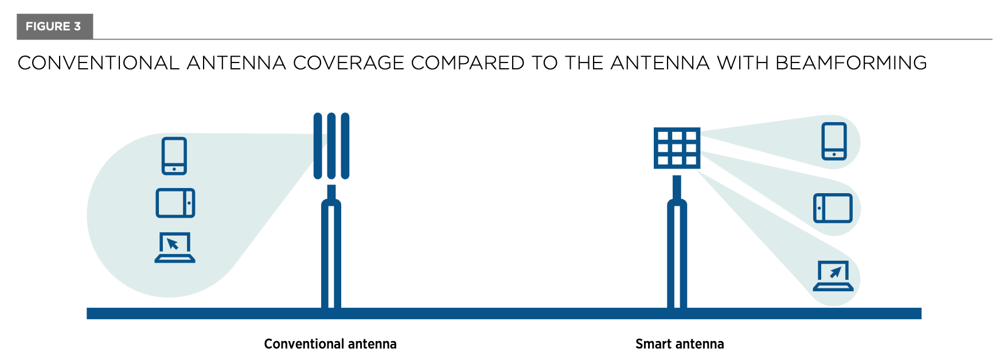 FIGURE 3
CONVENTIONAL ANTENNA COVERAGE COMPARED TO THE ANTENNA WITH BEAMFORMING
Conventional antenna
Smart antenna